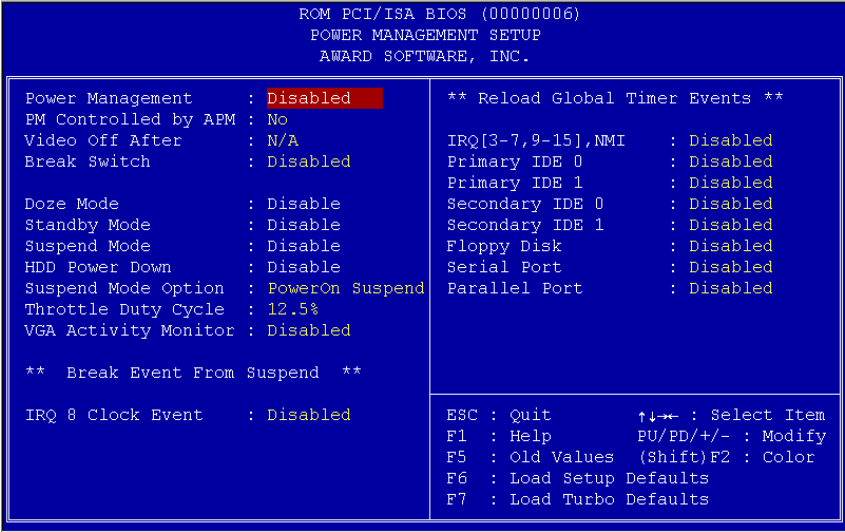 ROM PCI/ISA BIOS (00000006)
POWER MANAGEMENT SETUP
AWARD SOFTWARE, INC.
Power Management : Disabled
PM Controlled by APM : No
Video Off After : N/A
Break Switch : Disabled
Doze Mode : Disable
Standby Mode : Disable
Suspend Mode : Disable
HDD Power Down : Disable
Suspend Mode Option : PowerOn Suspend
Throttle Duty Cycle : 12.5%
VGA Activity Monitor : Disabled
** Break Event From Suspend **
IRQ 8 Clock Event : Disabled
** Reload Global Timer Events **
IRQ[3-7,9-15],NMI : Disabled
Primary IDE 0 : Disabled
Primary IDE 1 : Disabled
Secondary IDE 0 : Disabled
Secondary IDE 1 : Disabled
Floppy Disk : Disabled
Serial Port : Disabled
Parallel Port : Disabled
ESC : Quit ↑↓→← : Select Item
F1 : Help PU/PD/+/- : Modify
F5 : Old Values (Shift)F2 : Color
F6 : Load Setup Defaults
F7 : Load Turbo Defaults